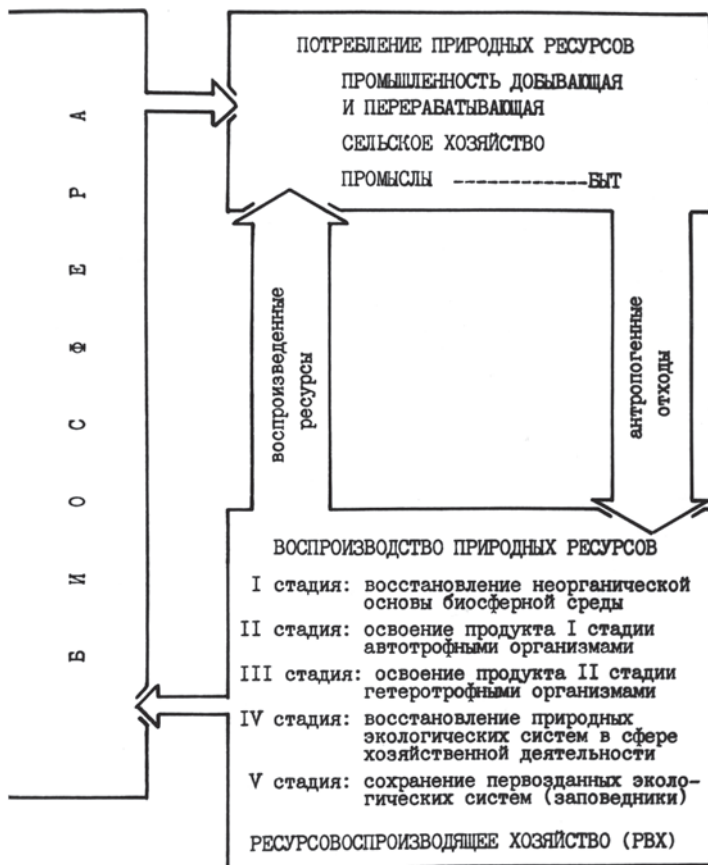 БИОСФЕРА
ПОТРЕБЛЕНИЕ ПРИРОДНЫХ РЕСУРСОВ
ПРОМЫШЛЕННОСТЬ ДОБЫВАЮЩАЯ
И ПЕРЕРАБАТЫВАЮЩАЯ
СЕЛЬСКОЕ ХОЗЯЙСТВО
ПРОМЫСЛЫ ------------БЫТ
воспроизведенные
ресурсы
антропогенные
отходы
ВОСПРОИЗВОДСТВО ПРИРОДНЫХ РЕСУРСОВ
I стадия: восстановление неорганической
основы биосферной среды
II стадия: освоение продукта I стадии
автотрофными организмами
III стадия: освоение продукта II стадии
гетеротрофными организмами
IV стадия: восстановление природных
экологических систем в сфере
хозяйственной деятельности
V стадия: сохранение первозданных эколо-
гических систем (заповедники)
РЕСУРСОВОСПРОИЗВОДЯЩЕЕ ХОЗЯЙСТВО (РВХ)